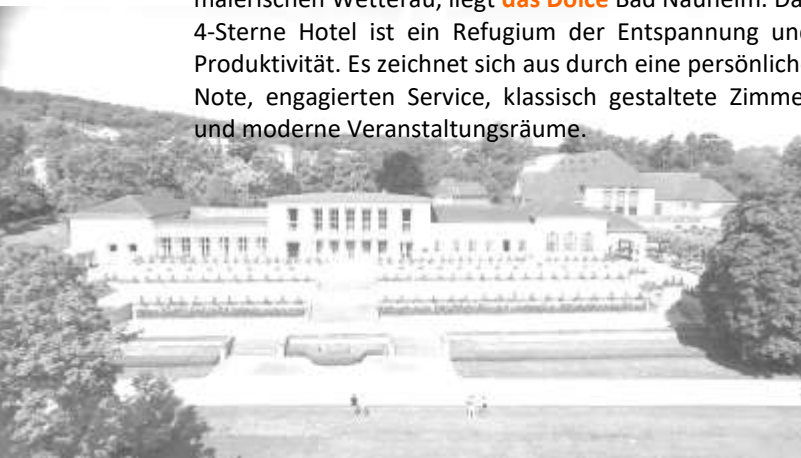 malerischen Wetterau, liegt das Dolce Bad Nauheim. Da
4-Sterne Hotel ist ein Refugium der Entspannung und
Produktivität. Es zeichnet sich aus durch eine persönlich
Note, engagierten Service, klassisch gestaltete Zimme
und moderne Veranstaltungsräume.